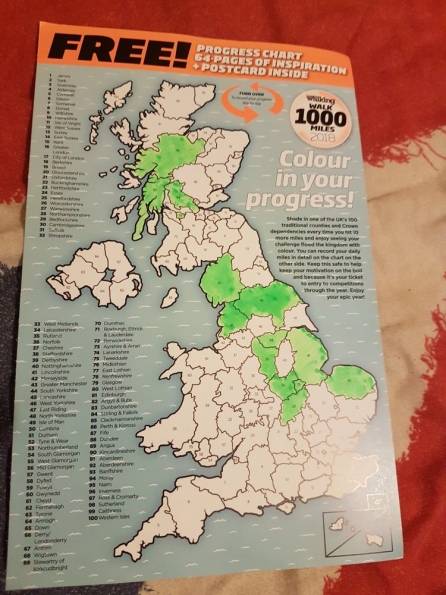 FREE!
PROGRESS CHART
64 PAGES OF INSPIRATION
+ POSTCARD INSIDE
TURN OVER
Walking
WALK
1000
MILES
2018
Colour
in your
progress!
Shade in one of the UK's 100
traditional counties and Crown
dependencies every time you hit 10
more miles and enjoy seeing your
challenge flood the kingdom with
colour. You can record your daily
miles in detail on the chart on the
other side. Keep this safe to help
keep your motivation on the boil
and because it's your ticket
to entry to competitions
through the year. Enjoy
your epic year!
1 Jersey
2 Sark
3 Guernsey
4 Alderney
5 Cornwall
6 Devon
7 Somerset
8 Dorset
9 Wiltshire
10 Hampshire
11 Isle of Wight
12 West Sussex
13 Surrey
14 East Sussex
15 Kent
16 Greater
London
17 City of London
18 Berkshire
19 Bristol
20 Gloucestershire
21 Oxfordshire
22 Buckinghamshire
23 Hertfordshire
24 Essex
25 Herefordshire
26 Worcestershire
27 Warwickshire
28 Northamptonshire
29 Bedfordshire
30 Cambridgeshire
31 Suffolk
32 Shropshire
33 West Midlands
34 Leicestershire
35 Rutland
36 Norfolk
37 Cheshire
38 Staffordshire
39 Derbyshire
40 Nottinghamshire
41 Lincolnshire
42 Merseyside
43 Greater Manchester
44 South Yorkshire
45 Lancashire
46 West Yorkshire
47 East Riding
48 North Yorkshire
49 Isle of Man
50 Cumbria
51 Durham
52 Tyne & Wear
53 Northumberland
54 South Glamorgan
55 West Glamorgan
56 Mid Glamorgan
57 Gwent
58 Dyfed
59 Powys
60 Gwynedd
61 Clwyd
62 Fermanagh
63 Tyrone
64 Armagh
65 Down
66 Derry/
Londonderry
67 Antrim
68 Wigtown
69 Stewartry of
Kirkcudbright
70 Dumfries
71 Roxburgh, Ettrick
& Lauderdale
72 Berwickshire
73 Ayrshire & Arran
74 Lanarkshire
75 Tweeddale
76 Midlothian
77 East Lothian
78 Renfrewshire
79 Glasgow
80 West Lothian
81 Edinburgh
82 Argyll & Bute
83 Dunbartonshire
84 Stirling & Falkirk
85 Clackmannanshire
86 Perth & Kinross
87 Fife
88 Dundee
89 Angus
90 Kincardineshire
91 Aberdeen
92 Aberdeenshire
93 Banffshire
94 Moray
95 Nairn
96 Inverness
97 Ross & Cromarty
98 Sutherland
99 Caithness
100 Western Isles